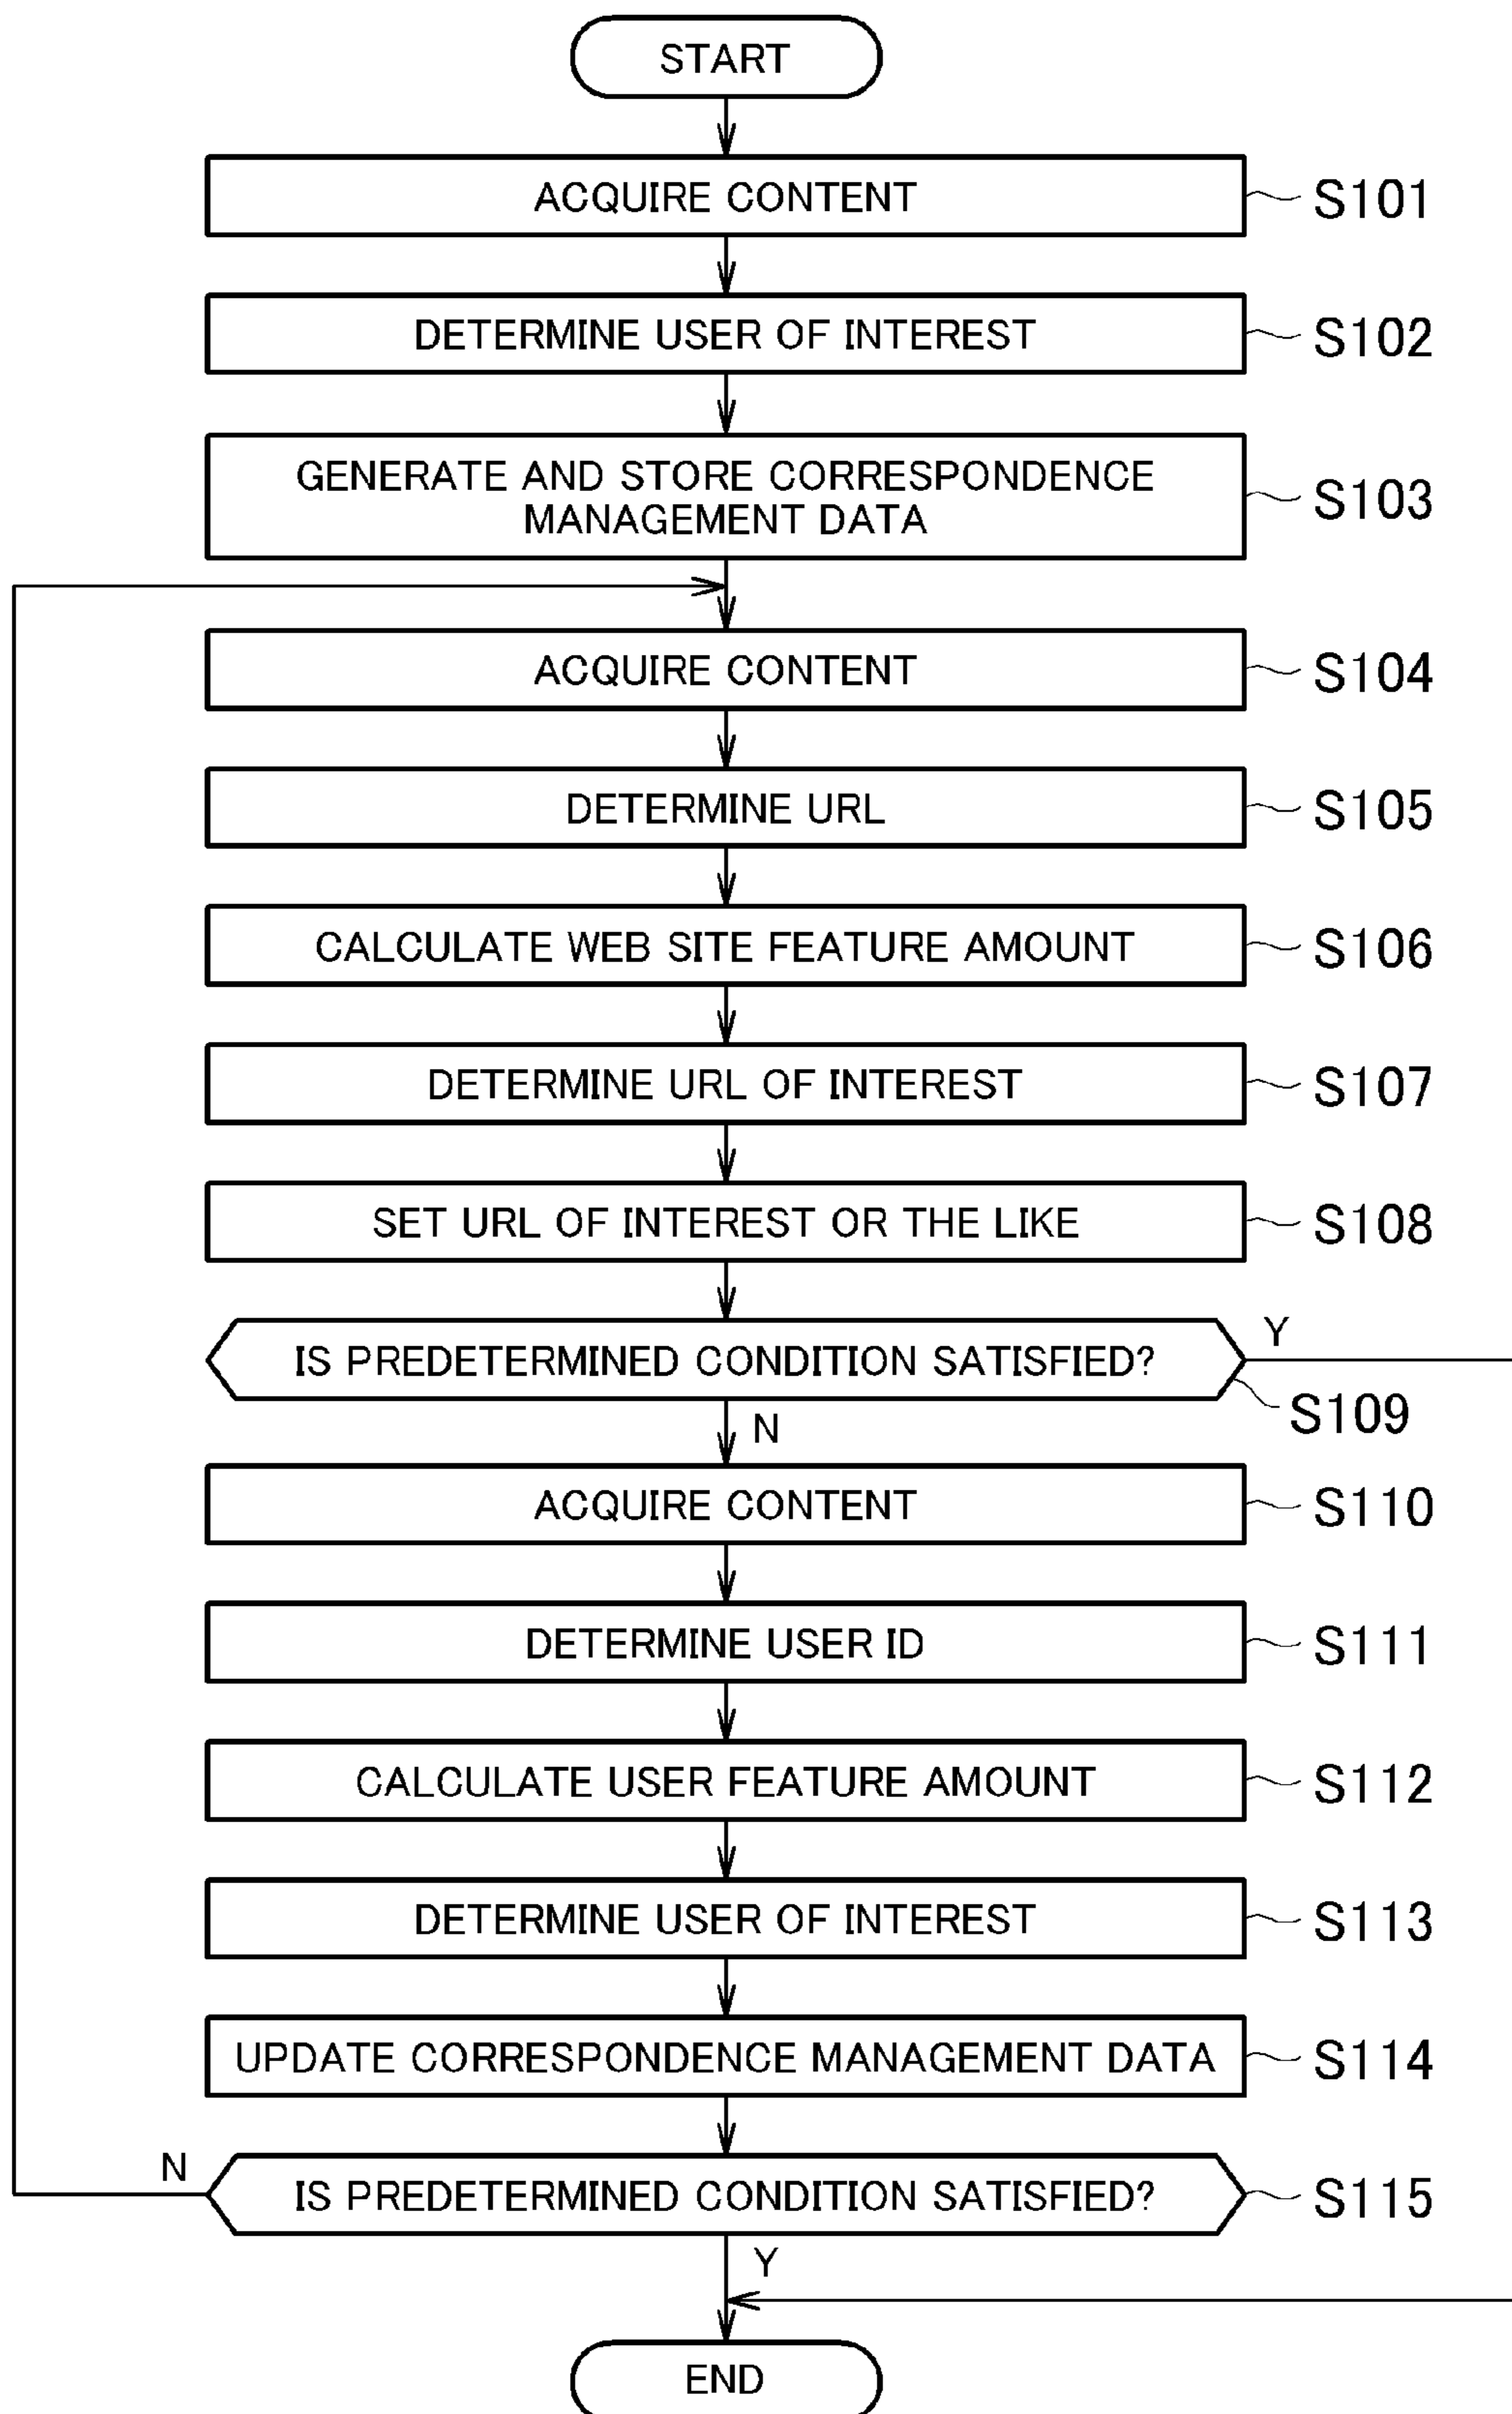 START
ACQUIRE CONTENT
S101
DETERMINE USER OF INTEREST
S102
GENERATE AND STORE CORRESPONDENCE
MANAGEMENT DATA
S103
ACQUIRE CONTENT
S104
DETERMINE URL
S105
CALCULATE WEB SITE FEATURE AMOUNT
S106
DETERMINE URL OF INTEREST
S107
SET URL OF INTEREST OR THE LIKE
S108
IS PREDETERMINED CONDITION SATISFIED?
Y
S109
N
ACQUIRE CONTENT
S110
DETERMINE USER ID
S111
CALCULATE USER FEATURE AMOUNT
S112
DETERMINE USER OF INTEREST
S113
UPDATE CORRESPONDENCE MANAGEMENT DATA
S114
N
IS PREDETERMINED CONDITION SATISFIED?
S115
Y
END